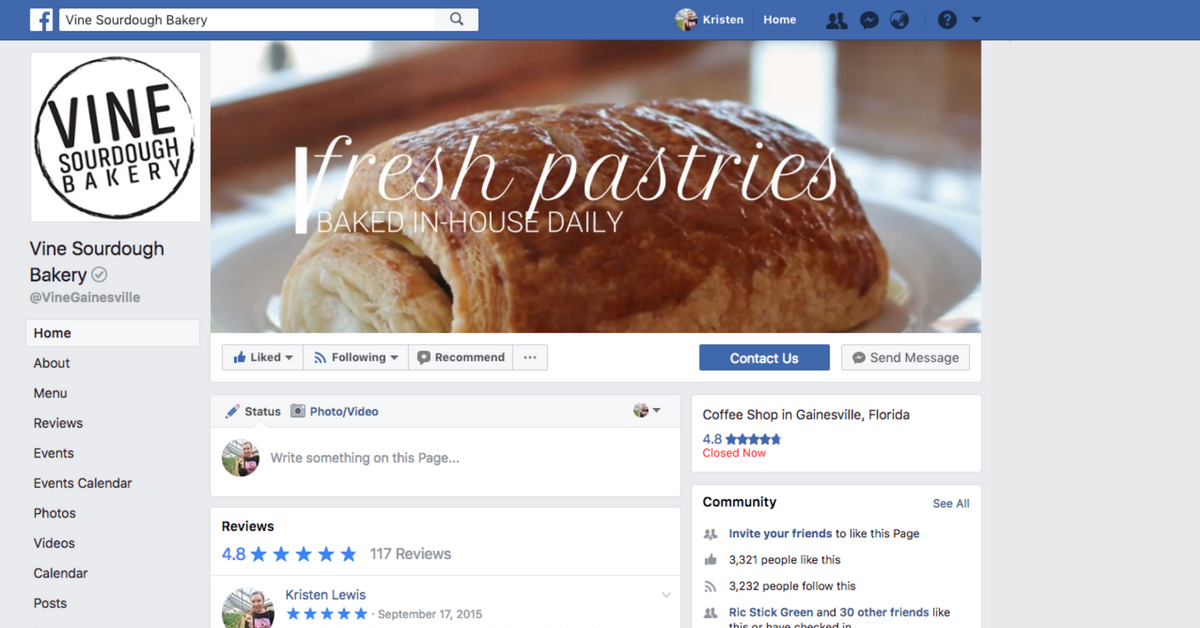 Vine Sourdough Bakery
Kristen
Home
VINE
SOURDOUGH
BAKERY
Vine Sourdough
Bakery
@VineGainesville
Home
About
Menu
Reviews
Events
Events Calendar
Photos
Videos
Calendar
Posts
fresh pastries
BAKED IN-HOUSE DAILY
Liked
Following
Recommend
...
Contact Us
Send Message
Status
Photo/Video
Write something on this Page...
Reviews
4.8
117 Reviews
Kristen Lewis
· September 17, 2015
Coffee Shop in Gainesville, Florida
4.8
Closed Now
Community
See All
Invite your friends to like this Page
3,321 people like this
3,232 people follow this
Ric Stick Green and 30 other friends like
this or have checked in